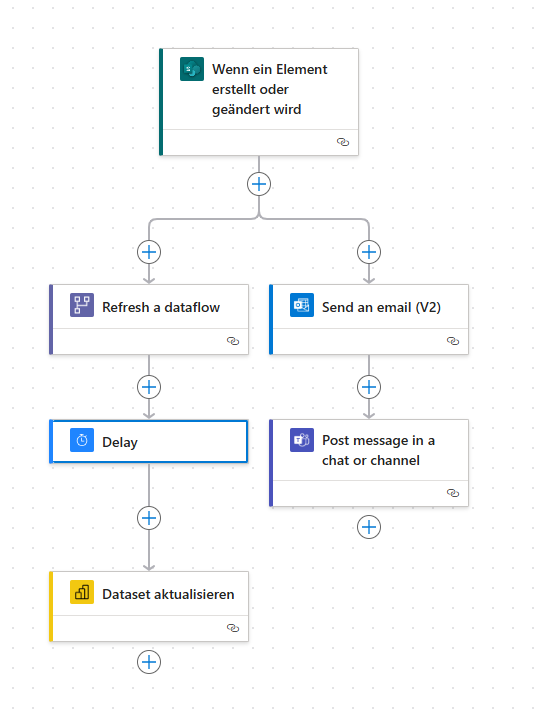 Wenn ein Element
erstellt oder
geändert wird
Refresh a dataflow
Send an email (V2)
Delay
Post message in a
chat or channel
Dataset aktualisieren